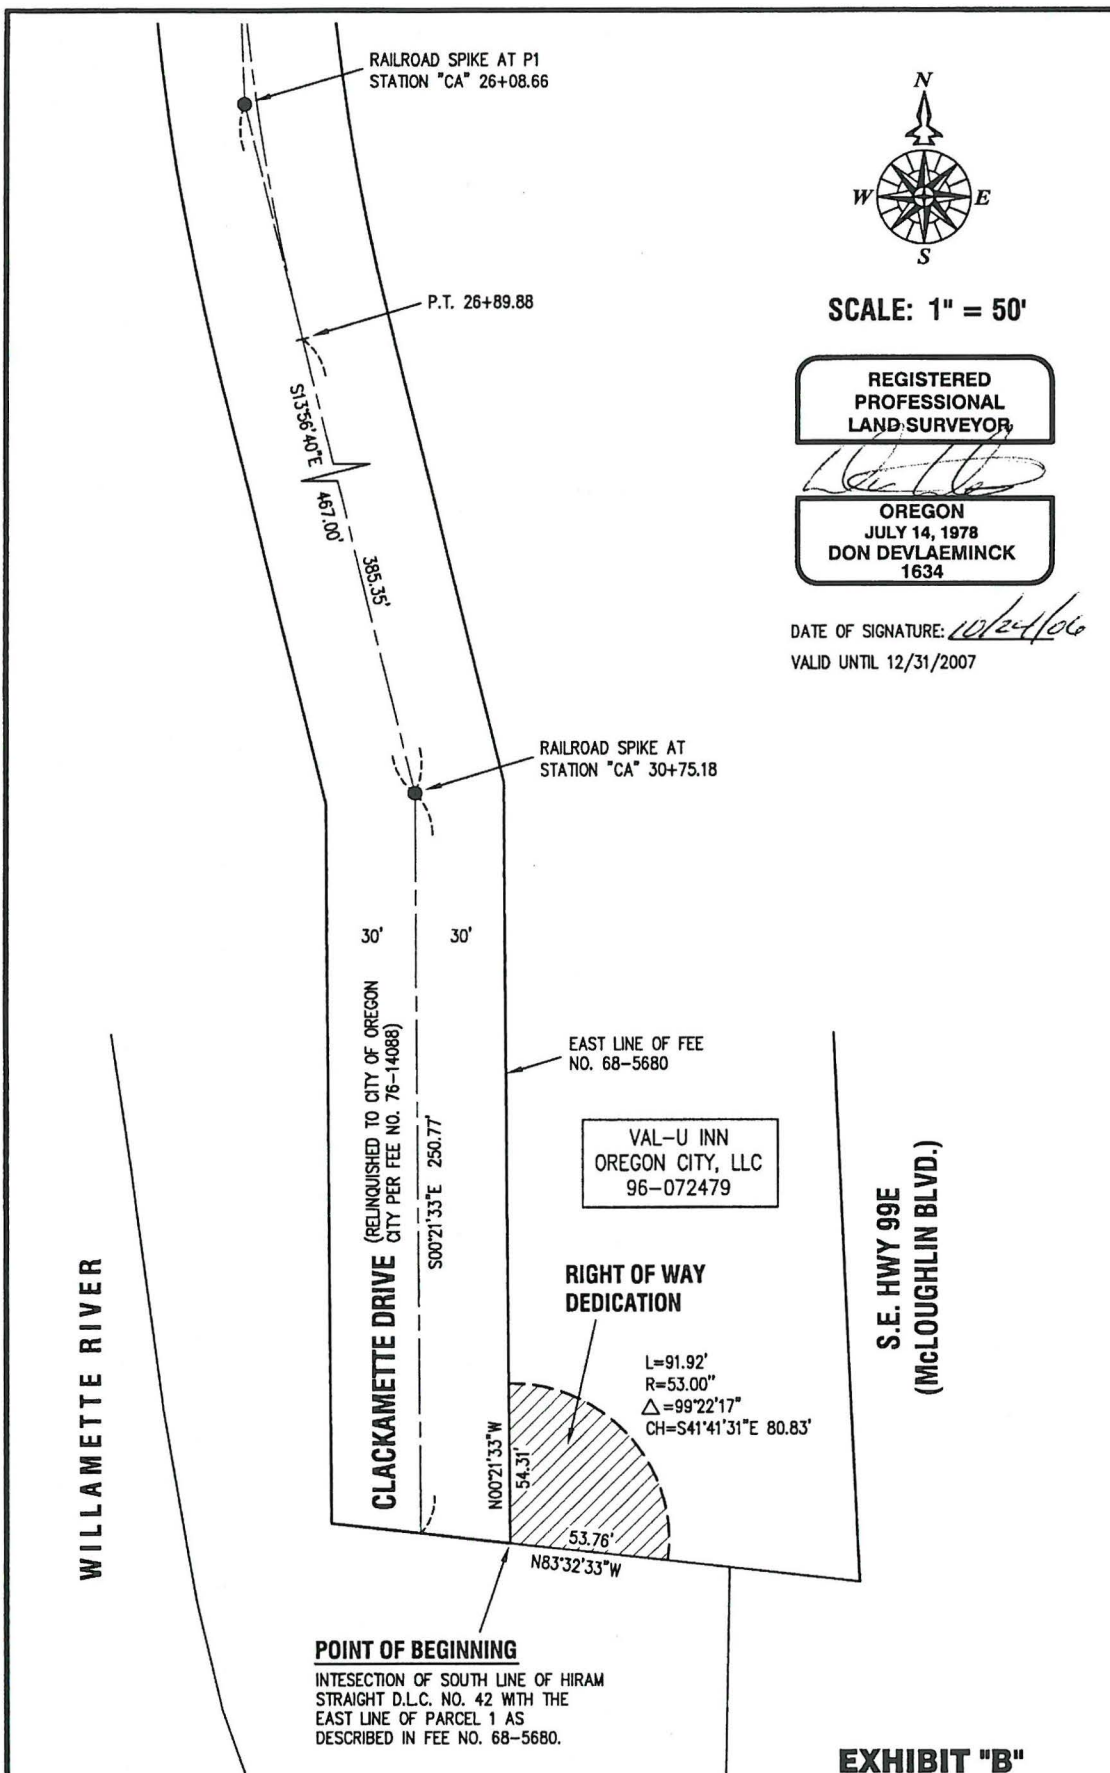 RAILROAD SPIKE AT P1
STATION "CA" 26+08.66
N
W
E
S
P.T. 26+89.88
SCALE: 1" = 50'
REGISTERED
PROFESSIONAL
LAND SURVEYOR
OREGON
JULY 14, 1978
DON DEVLAEMINCK
1634
S13°56'40"E
467.00'
385.35'
DATE OF SIGNATURE: 10/24/06
VALID UNTIL 12/31/2007
RAILROAD SPIKE AT
STATION "CA" 30+75.18
30'
30'
CLACKAMETTE DRIVE
(RELINQUISHED TO CITY OF OREGON
CITY PER FEE NO. 76-14088)
S00°21'33"E 250.77'
EAST LINE OF FEE
NO. 68-5680
VAL-U INN
OREGON CITY, LLC
96-072479
S.E. HWY 99E
(McLOUGHLIN BLVD.)
WILLAMETTE RIVER
RIGHT OF WAY
DEDICATION
L=91.92'
R=53.00"
△=99°22'17"
CH=S41°41'31"E 80.83'
N00°21'33"W
54.31'
53.76'
N83°32'33"W
POINT OF BEGINNING
INTESECTION OF SOUTH LINE OF HIRAM
STRAIGHT D.L.C. NO. 42 WITH THE
EAST LINE OF PARCEL 1 AS
DESCRIBED IN FEE NO. 68-5680.
EXHIBIT "B"